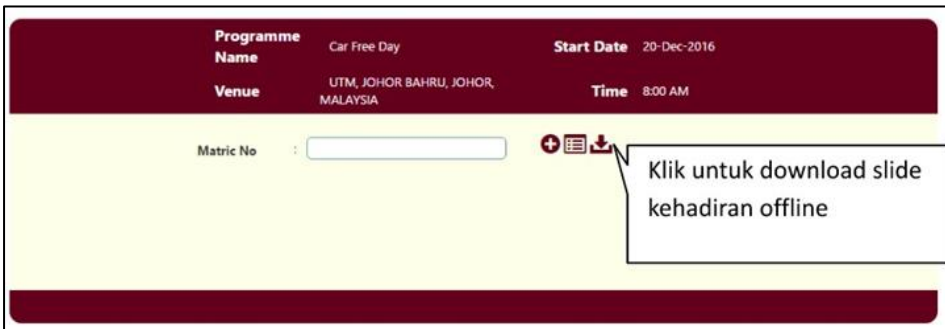 Programme Name Car Free Day Start Date 20-Dec-2016
Venue UTM, JOHOR BAHRU, JOHOR, MALAYSIA Time 8:00 AM
Matric No :
Klik untuk download slide
kehadiran offline